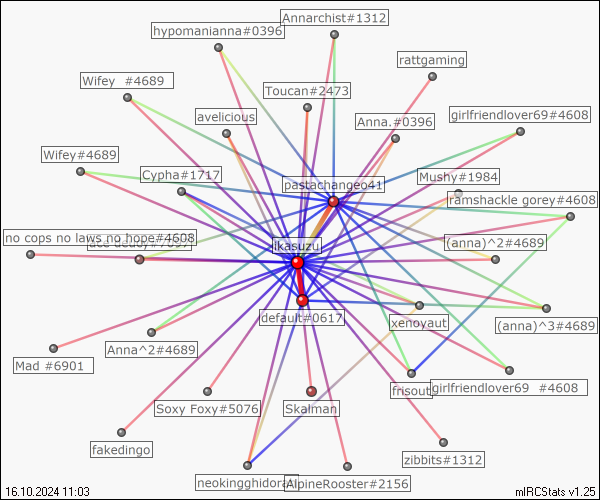 Annarchist#1312
hypomanianna#0396
rattgaming
Wifey  #4689
Toucan#2473
avelicious
Anna.#0396
girlfriendlover69#4608
Wifey#4689
Cypha#1717
Mushy#1984
pastachangeo41
ramshackle gorey#4608
no cops no laws no hope#4608
ikasuzu
(anna)^2#4689
default#0617
xenoyaut
(anna)^3#4689
Anna^2#4689
Mad #6901
frisout
girlfriendlover69  #4608
Soxy Foxy#5076
Skalman
fakedingo
zibbits#1312
neokingghidora
AlpineRooster#2156
16.10.2024 11:03
mIRCStats v1.25